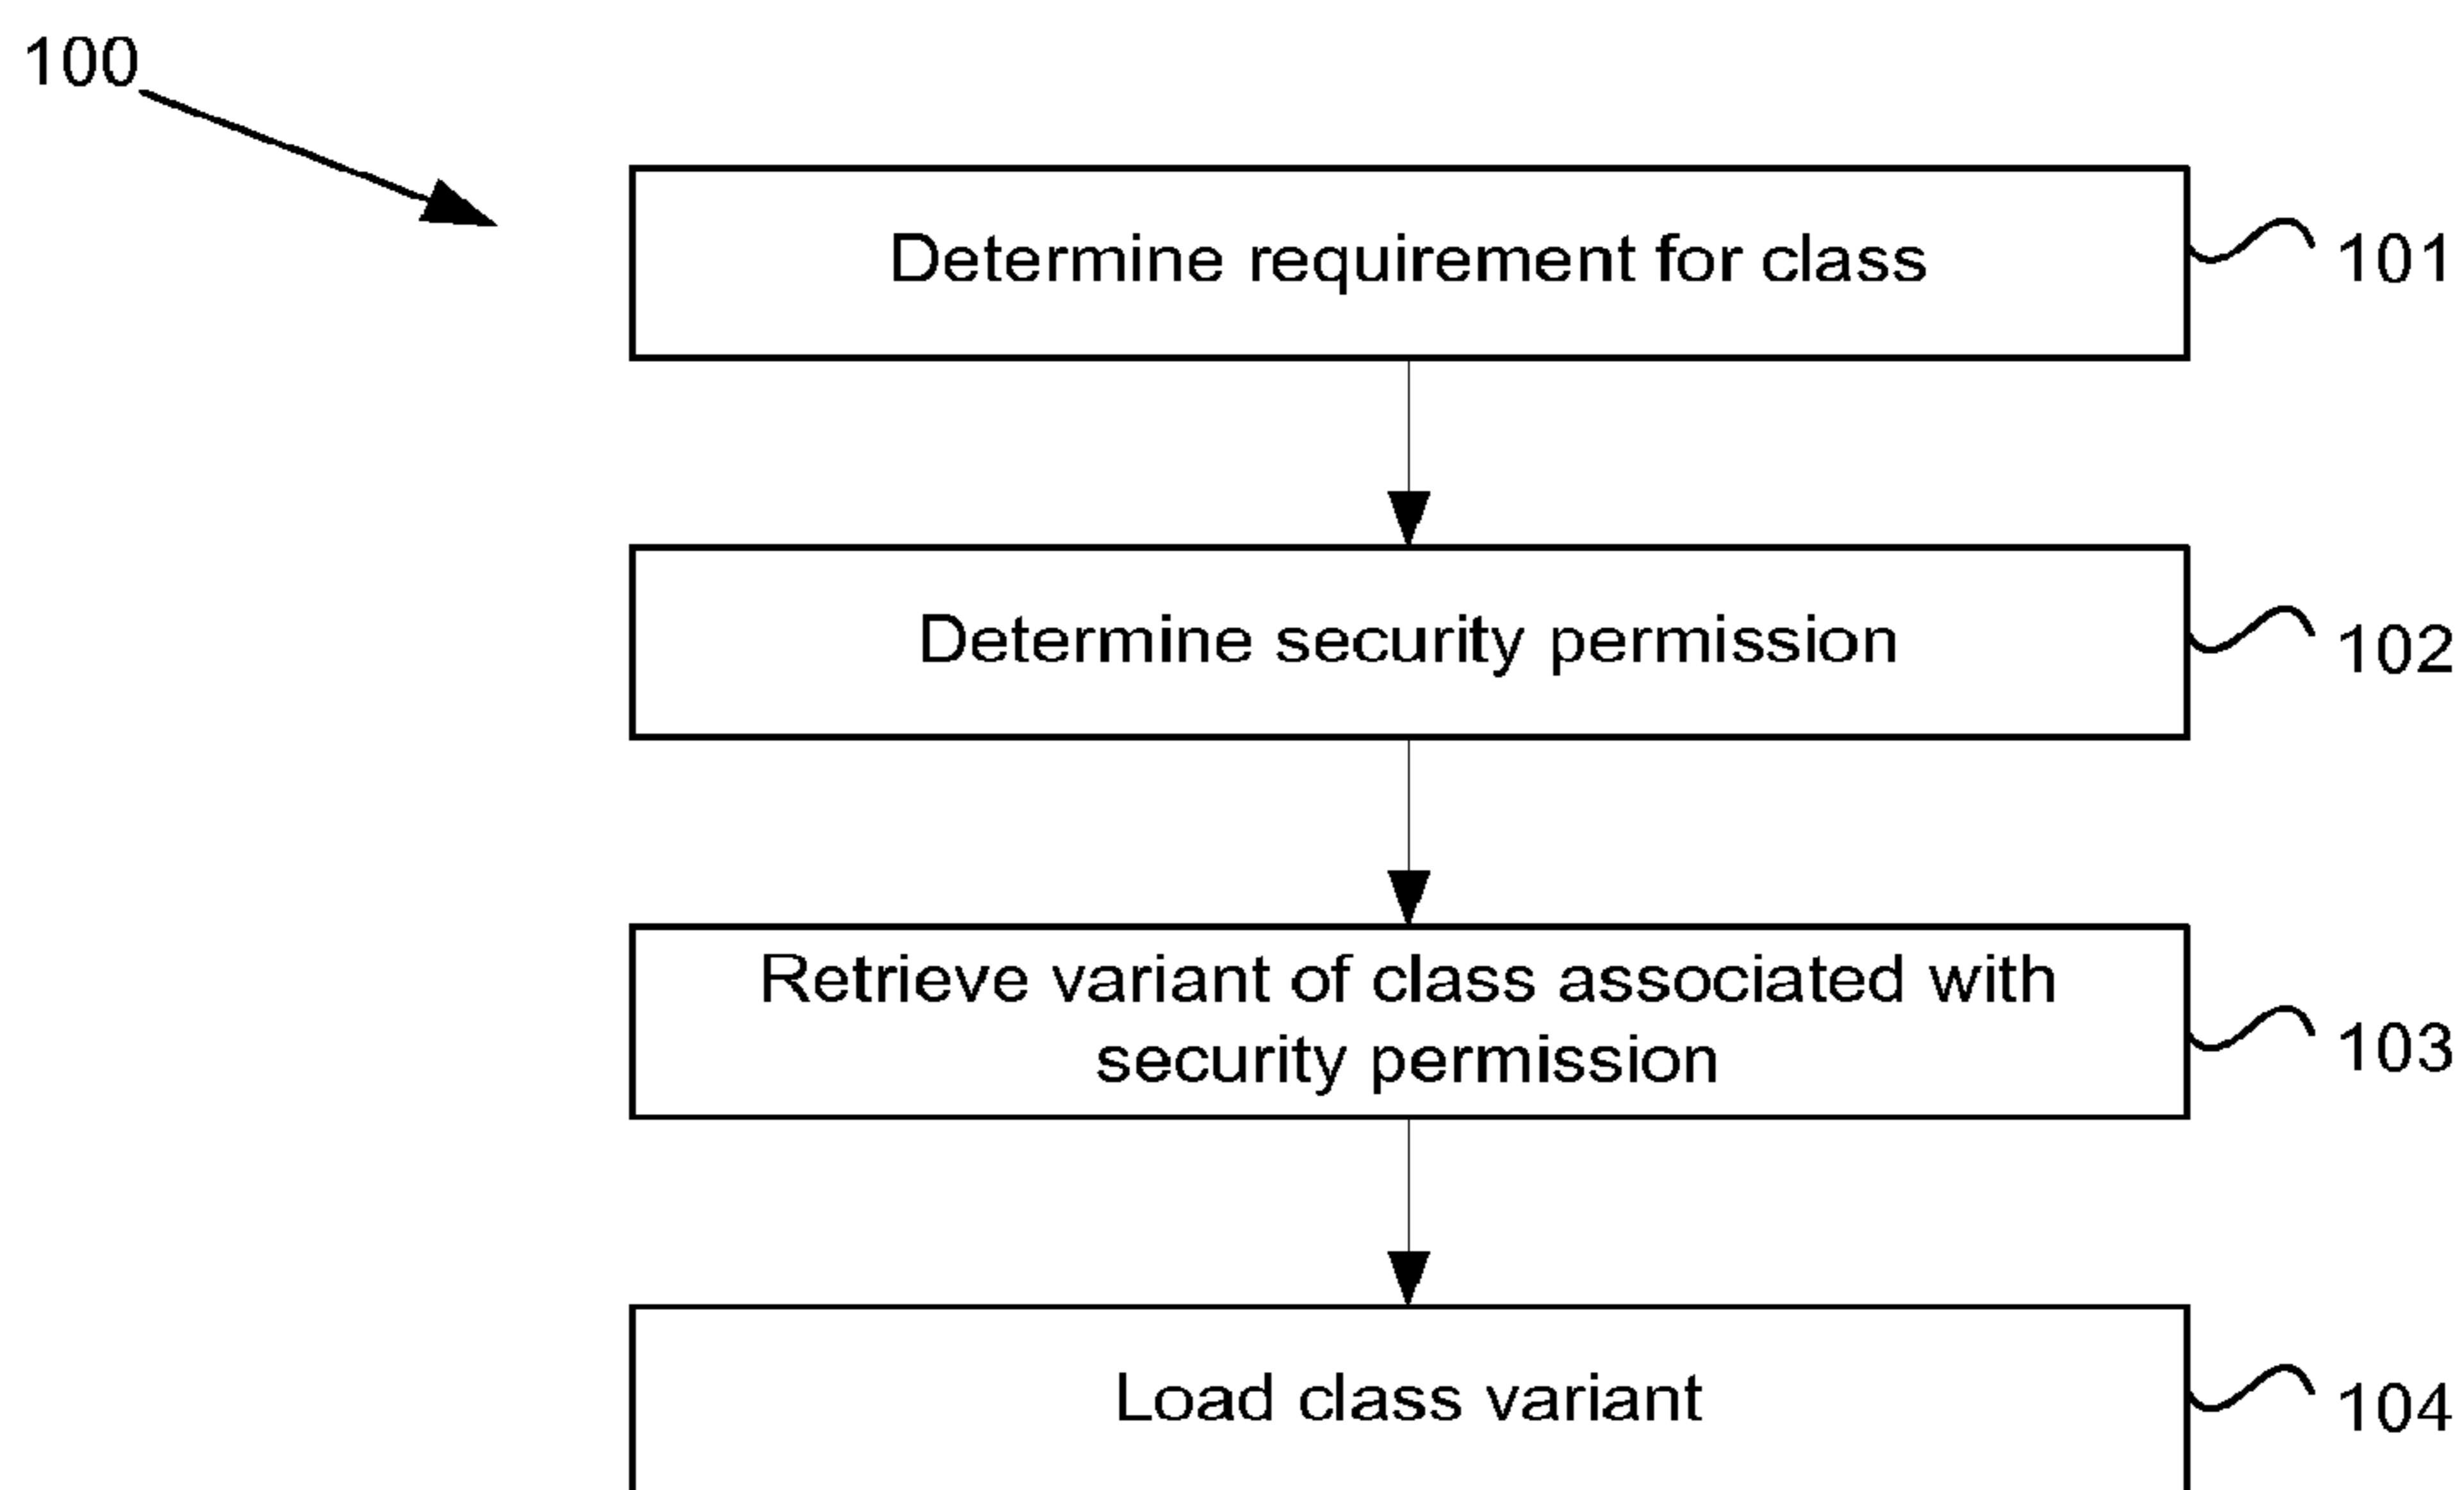 100
Determine requirement for class
101
Determine security permission
102
Retrieve variant of class associated with
security permission
103
Load class variant
104